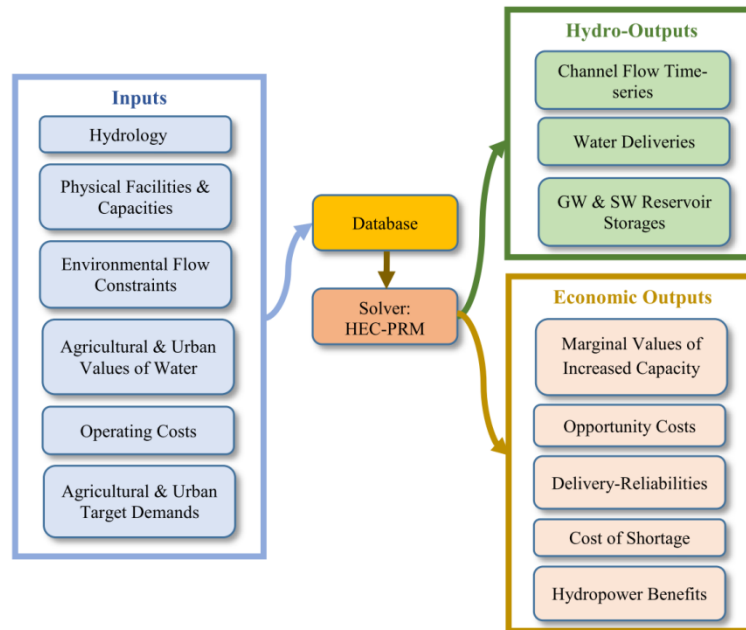 Inputs
Hydrology
Physical Facilities &
Capacities
Environmental Flow
Constraints
Agricultural & Urban
Values of Water
Operating Costs
Agricultural & Urban
Target Demands
Database
Solver:
HEC-PRM
Hydro-Outputs
Channel Flow Time-
series
Water Deliveries
GW & SW Reservoir
Storages
Economic Outputs
Marginal Values of
Increased Capacity
Opportunity Costs
Delivery-Reliabilities
Cost of Shortage
Hydropower Benefits